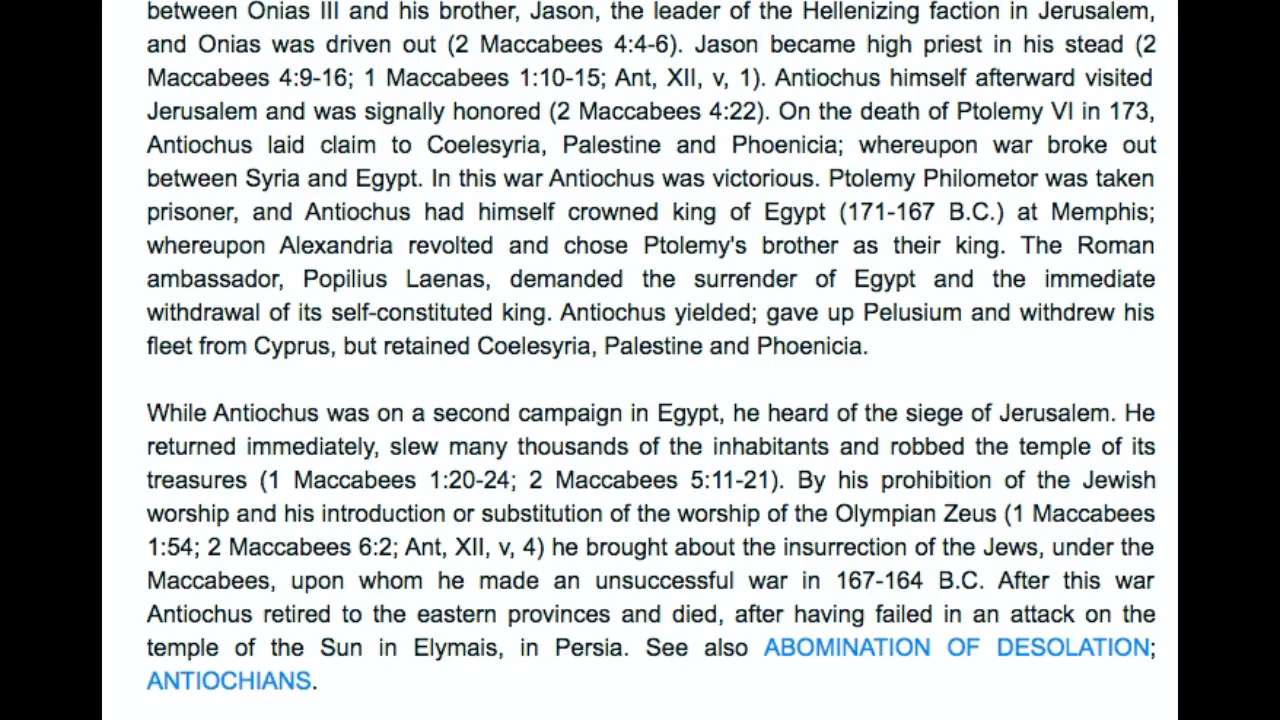 between Onias III and his brother, Jason, the leader of the Hellenizing faction in Jerusalem,
and Onias was driven out (2 Maccabees 4:4-6). Jason became high priest in his stead (2
Maccabees 4:9-16; 1 Maccabees 1:10-15; Ant, XII, v, 1). Antiochus himself afterward visited
Jerusalem and was signally honored (2 Maccabees 4:22). On the death of Ptolemy VI in 173,
Antiochus laid claim to Coelesyria, Palestine and Phoenicia; whereupon war broke out
between Syria and Egypt. In this war Antiochus was victorious. Ptolemy Philometor was taken
prisoner, and Antiochus had himself crowned king of Egypt (171-167 B.C.) at Memphis;
whereupon Alexandria revolted and chose Ptolemy's brother as their king. The Roman
ambassador, Popilius Laenas, demanded the surrender of Egypt and the immediate
withdrawal of its self-constituted king. Antiochus yielded; gave up Pelusium and withdrew his
fleet from Cyprus, but retained Coelesyria, Palestine and Phoenicia.
While Antiochus was on a second campaign in Egypt, he heard of the siege of Jerusalem. He
returned immediately, slew many thousands of the inhabitants and robbed the temple of its
treasures (1 Maccabees 1:20-24; 2 Maccabees 5:11-21). By his prohibition of the Jewish
worship and his introduction or substitution of the worship of the Olympian Zeus (1 Maccabees
1:54; 2 Maccabees 6:2; Ant, XII, v, 4) he brought about the insurrection of the Jews, under the
Maccabees, upon whom he made an unsuccessful war in 167-164 B.C. After this war
Antiochus retired to the eastern provinces and died, after having failed in an attack on the
temple of the Sun in Elymais, in Persia. See also ABOMINATION OF DESOLATION;
ANTIOCHIANS.